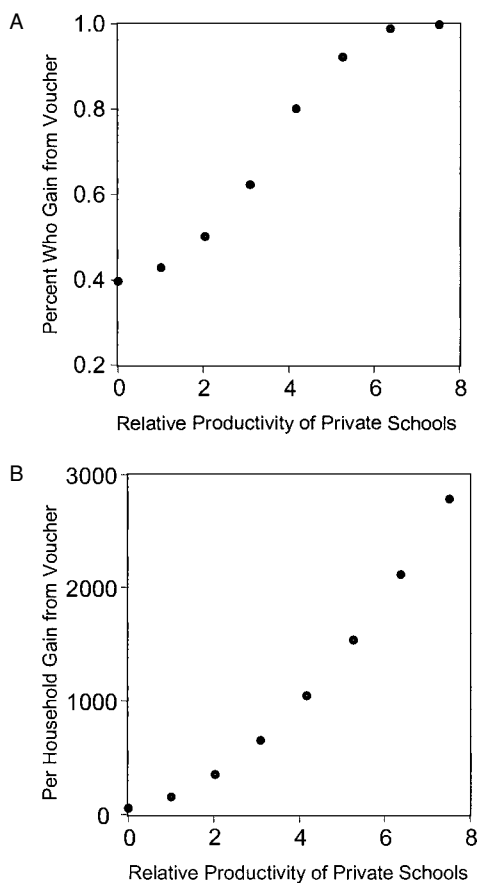 A
Percent Who Gain from Voucher
1.0
0.8
0.6
0.4
0.2
0 2 4 6 8
Relative Productivity of Private Schools
B
Per Household Gain from Voucher
3000
2000
1000
0
0 2 4 6 8
Relative Productivity of Private Schools